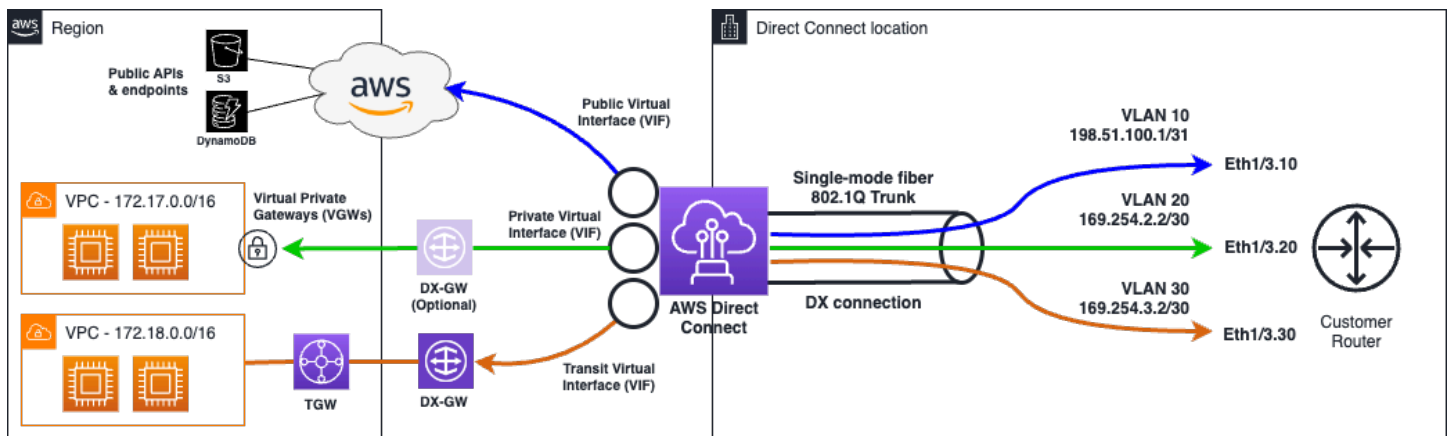 aws
Region
Public APIs
& endpoints
S3
DynamoDB
aws
Public Virtual
Interface (VIF)
VPC - 172.17.0.0/16
Virtual Private
Gateways (VGWs)
DX-GW
(Optional)
Private Virtual
Interface (VIF)
VPC - 172.18.0.0/16
TGW
DX-GW
Transit Virtual
Interface (VIF)
AWS Direct
Connect
Direct Connect location
Single-mode fiber
802.1Q Trunk
DX connection
VLAN 10
198.51.100.1/31
Eth1/3.10
VLAN 20
169.254.2.2/30
Eth1/3.20
VLAN 30
169.254.3.2/30
Eth1/3.30
Customer
Router